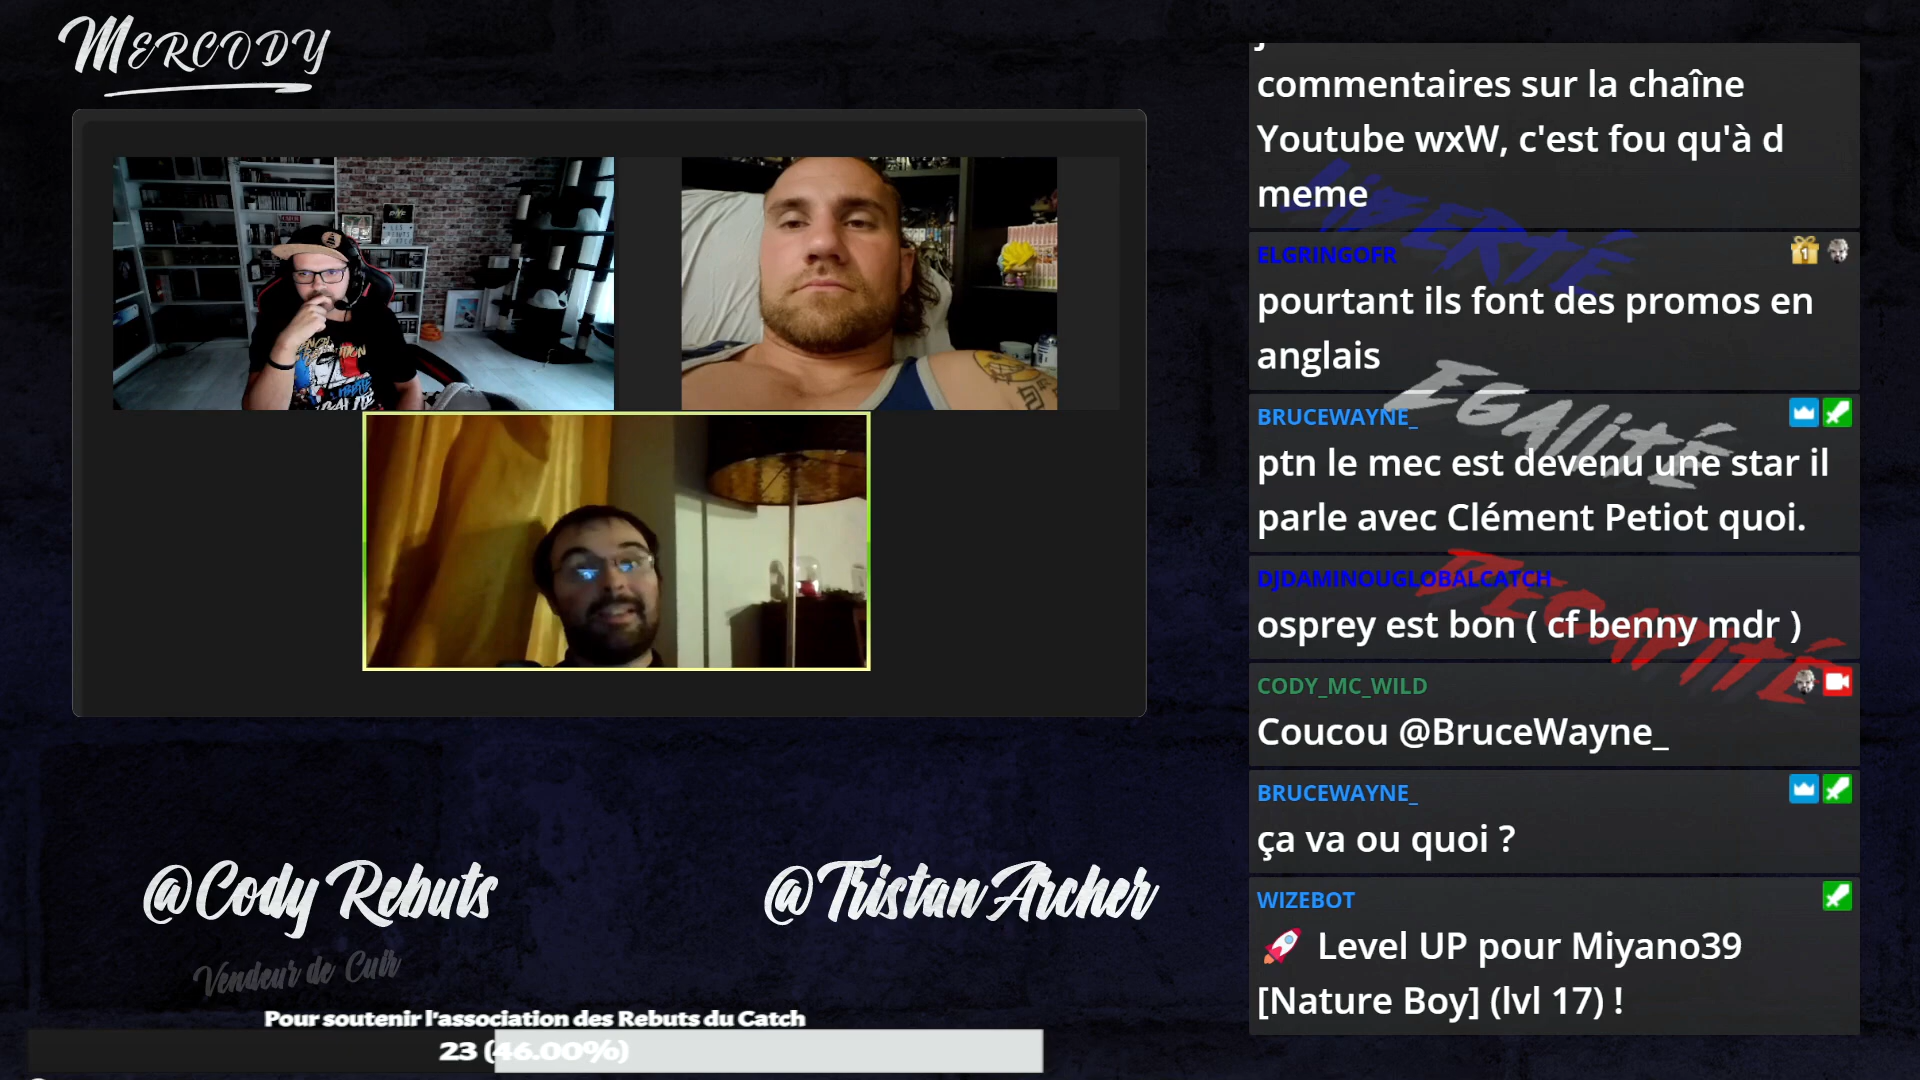 MERCODY
commentaires sur la chaîne
Youtube wxW, c'est fou qu'à d
meme
ELGRINGOFR
pourtant ils font des promos en
anglais
BRUCEWAYNE_
ptn le mec est devenu une star il
parle avec Clément Petiot quoi.
DJDAMINOUGLOBALCATCH
osprey est bon ( cf benny mdr )
CODY_MC_WILD
Coucou @BruceWayne_
BRUCEWAYNE_
ça va ou quoi ?
WIZEBOT
🚀 Level UP pour Miyano39
[Nature Boy] (lvl 17) !
LIBERTÉ
EGALITÉ
DECAPITÉ
@Cody Rebuts
@Tristan Archer
Vendeur de Cuir
Pour soutenir l'association des Rebuts du Catch
23 (46.00%)